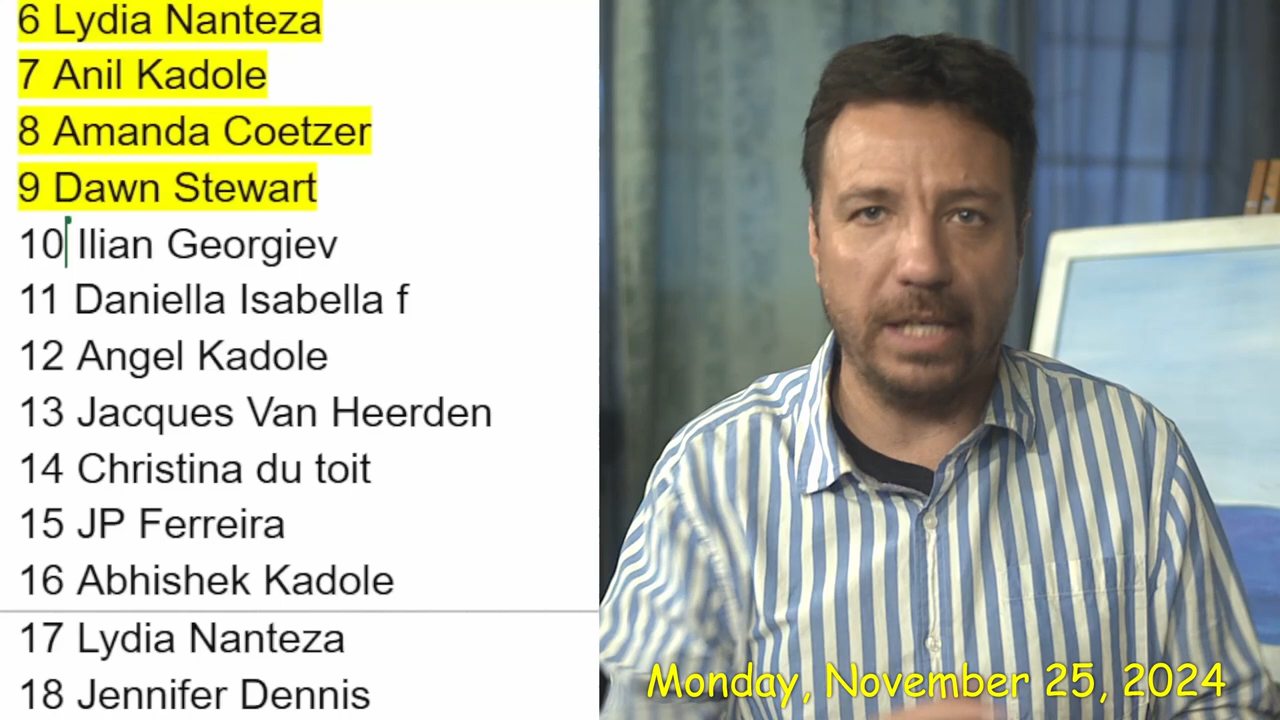 6 Lydia Nanteza
7 Anil Kadole
8 Amanda Coetzer
9 Dawn Stewart
10 Ilian Georgiev
11 Daniella Isabella f
12 Angel Kadole
13 Jacques Van Heerden
14 Christina du toit
15 JP Ferreira
16 Abhishek Kadole
17 Lydia Nanteza
18 Jennifer Dennis
Monday, November 25, 2024